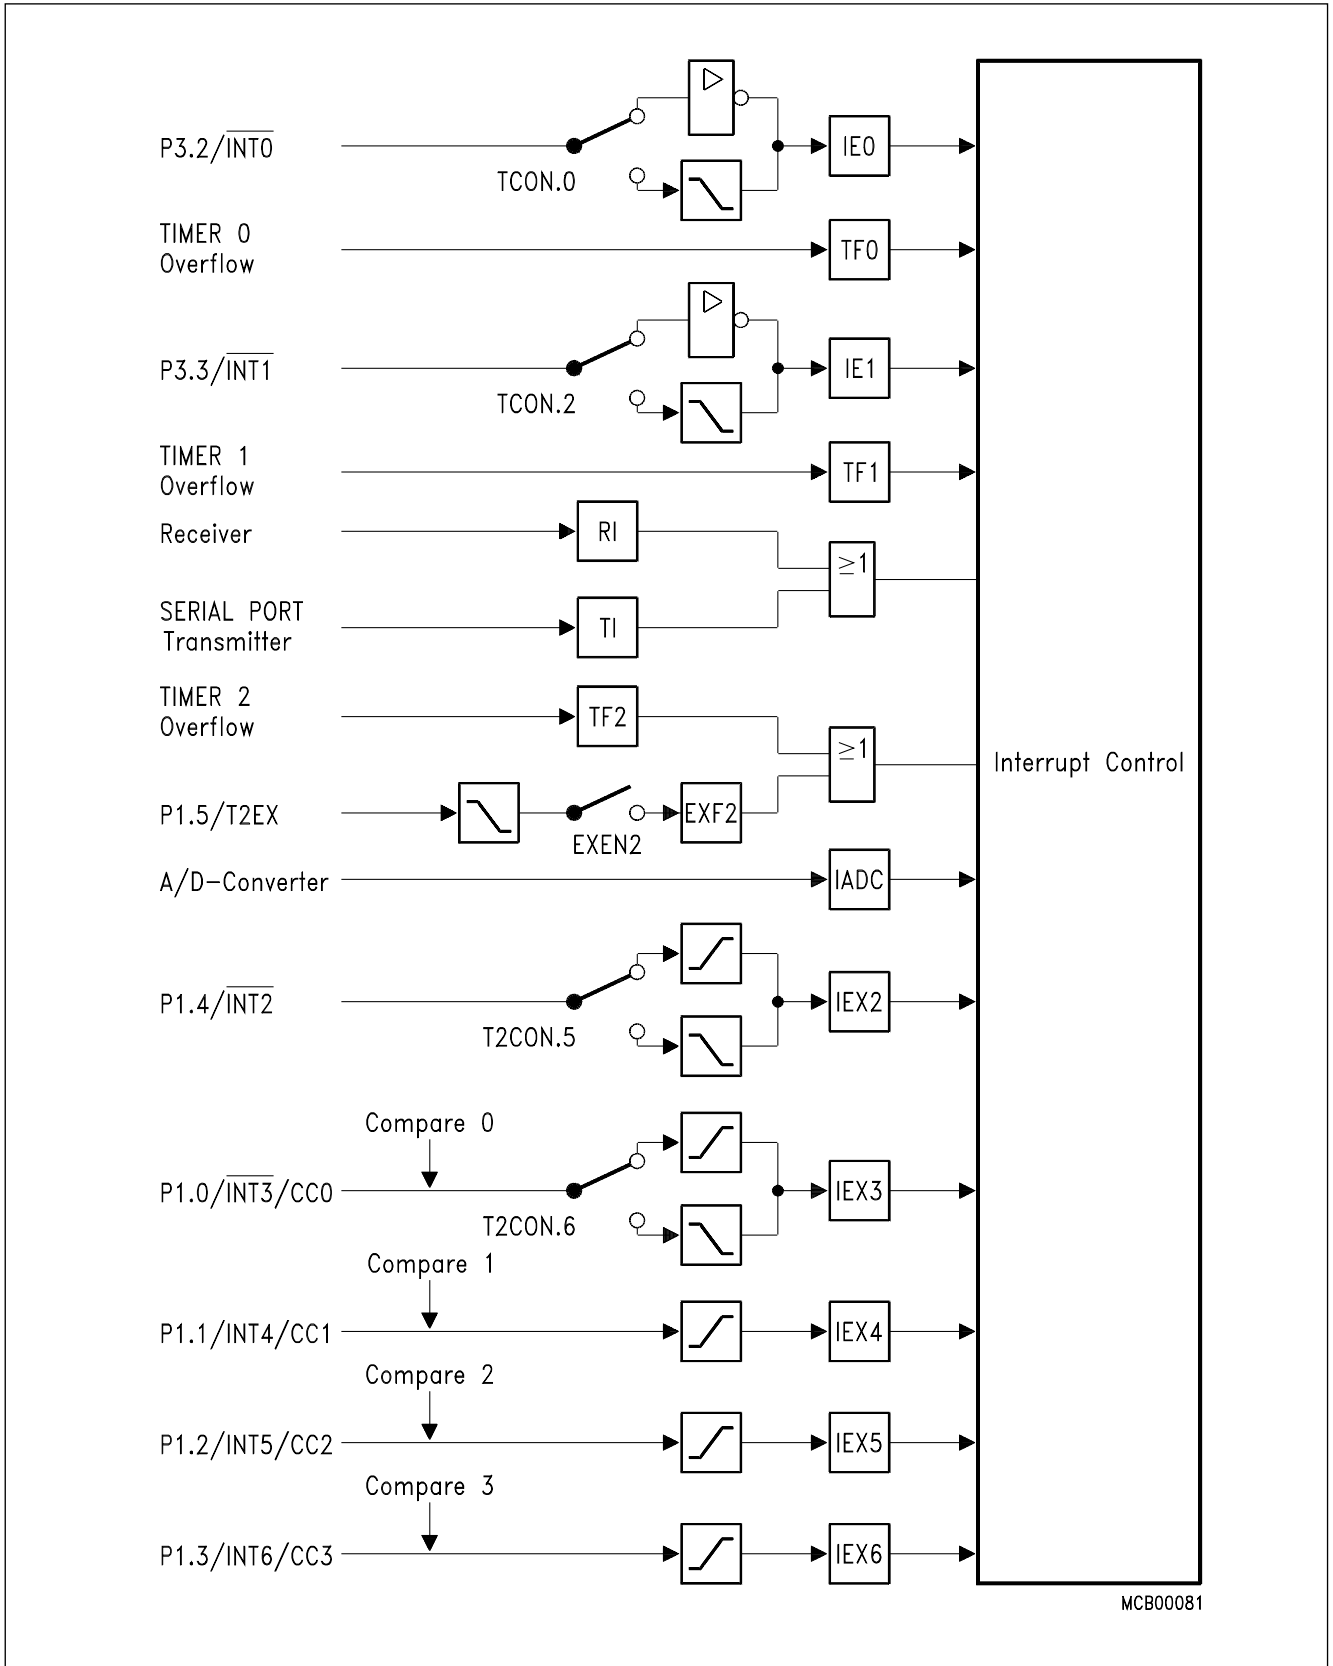 P3.2/INT0
TCON.0
IE0
TIMER 0
Overflow
TF0
P3.3/INT1
TCON.2
IE1
TIMER 1
Overflow
TF1
Receiver
RI
≥1
SERIAL PORT
Transmitter
TI
TIMER 2
Overflow
TF2
≥1
Interrupt Control
P1.5/T2EX
EXEN2
EXF2
A/D-Converter
IADC
P1.4/INT2
T2CON.5
IEX2
Compare 0
P1.0/INT3/CC0
T2CON.6
IEX3
Compare 1
P1.1/INT4/CC1
IEX4
Compare 2
P1.2/INT5/CC2
IEX5
Compare 3
P1.3/INT6/CC3
IEX6
MCB00081